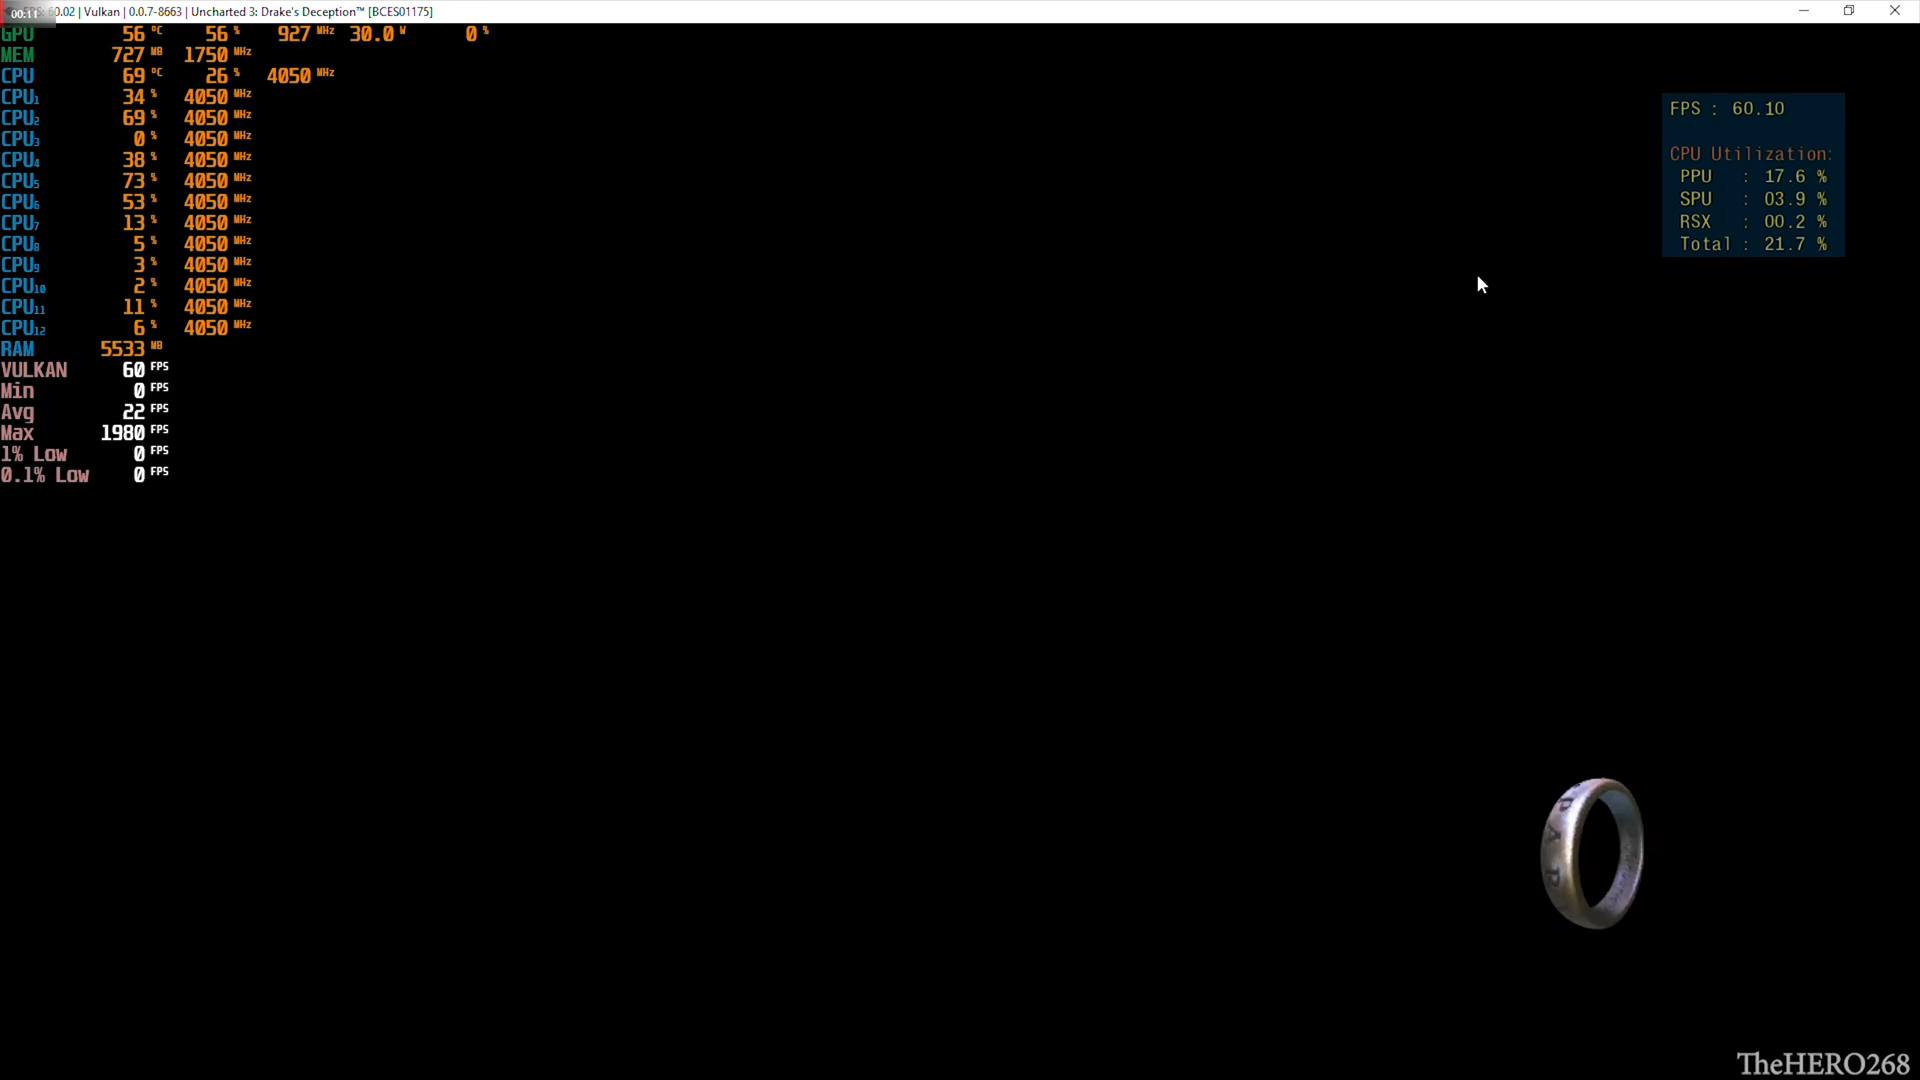 00:11 FPS: 60.02 | Vulkan | 0.0.7-8663 | Uncharted 3: Drake's Deception™ [BCES01175]
GPU 56 °C 56 % 927 MHz 30.0 W 0 %
MEM 727 MB 1750 MHz
CPU 69 °C 26 % 4050 MHz
CPU1 34 % 4050 MHz
CPU2 69 % 4050 MHz
CPU3 0 % 4050 MHz
CPU4 38 % 4050 MHz
CPU5 73 % 4050 MHz
CPU6 53 % 4050 MHz
CPU7 13 % 4050 MHz
CPU8 5 % 4050 MHz
CPU9 3 % 4050 MHz
CPU10 2 % 4050 MHz
CPU11 11 % 4050 MHz
CPU12 6 % 4050 MHz
RAM 5533 MB
VULKAN 60 FPS
Min 0 FPS
Avg 22 FPS
Max 1980 FPS
1% Low 0 FPS
0.1% Low 0 FPS
FPS : 60.10
CPU Utilization:
PPU : 17.6 %
SPU : 03.9 %
RSX : 00.2 %
Total : 21.7 %
PAR
TheHERO268